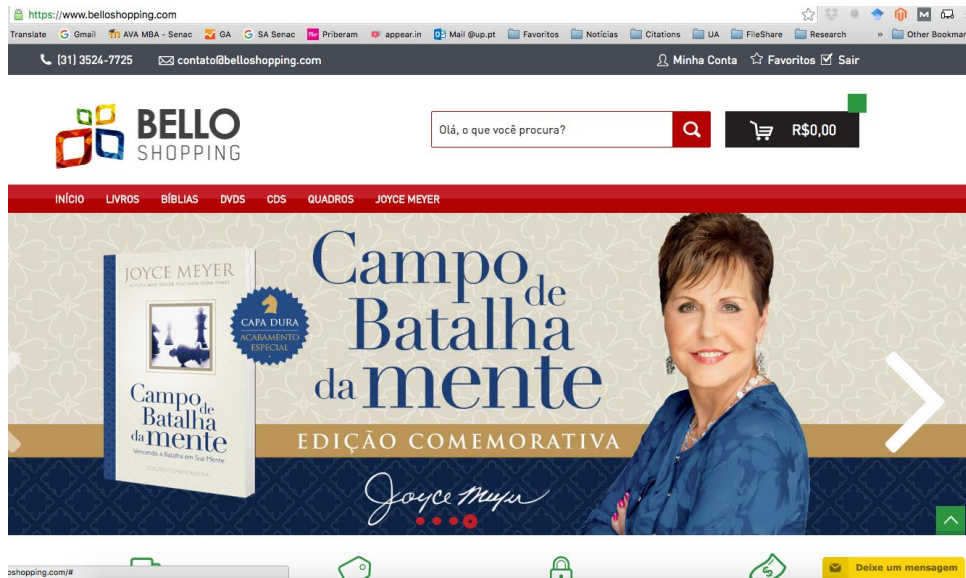 https://www.belloshopping.com
Translate Gmail AVA MBA - Senac GA SA Senac Priberam appear.in Mail @up.pt Favoritos Notícias Citations UA FileShare Research » Other Bookmar
(31) 3524-7725 contato@belloshopping.com Minha Conta Favoritos Sair
BELLO
SHOPPING
Olá, o que você procura?
R$0,00
INÍCIO LIVROS BÍBLIAS DVDS CDS QUADROS JOYCE MEYER
JOYCE MEYER
CAPA DURA
ACABAMENTO
ESPECIAL
Campo de
Batalha
da mente
Vencendo a Batalha em Sua Mente
EDIÇÃO COMEMORATIVA
Campo de
Batalha
da mente
EDIÇÃO COMEMORATIVA
Joyce Meyer
oshopping.com/#
Deixe um mensagem